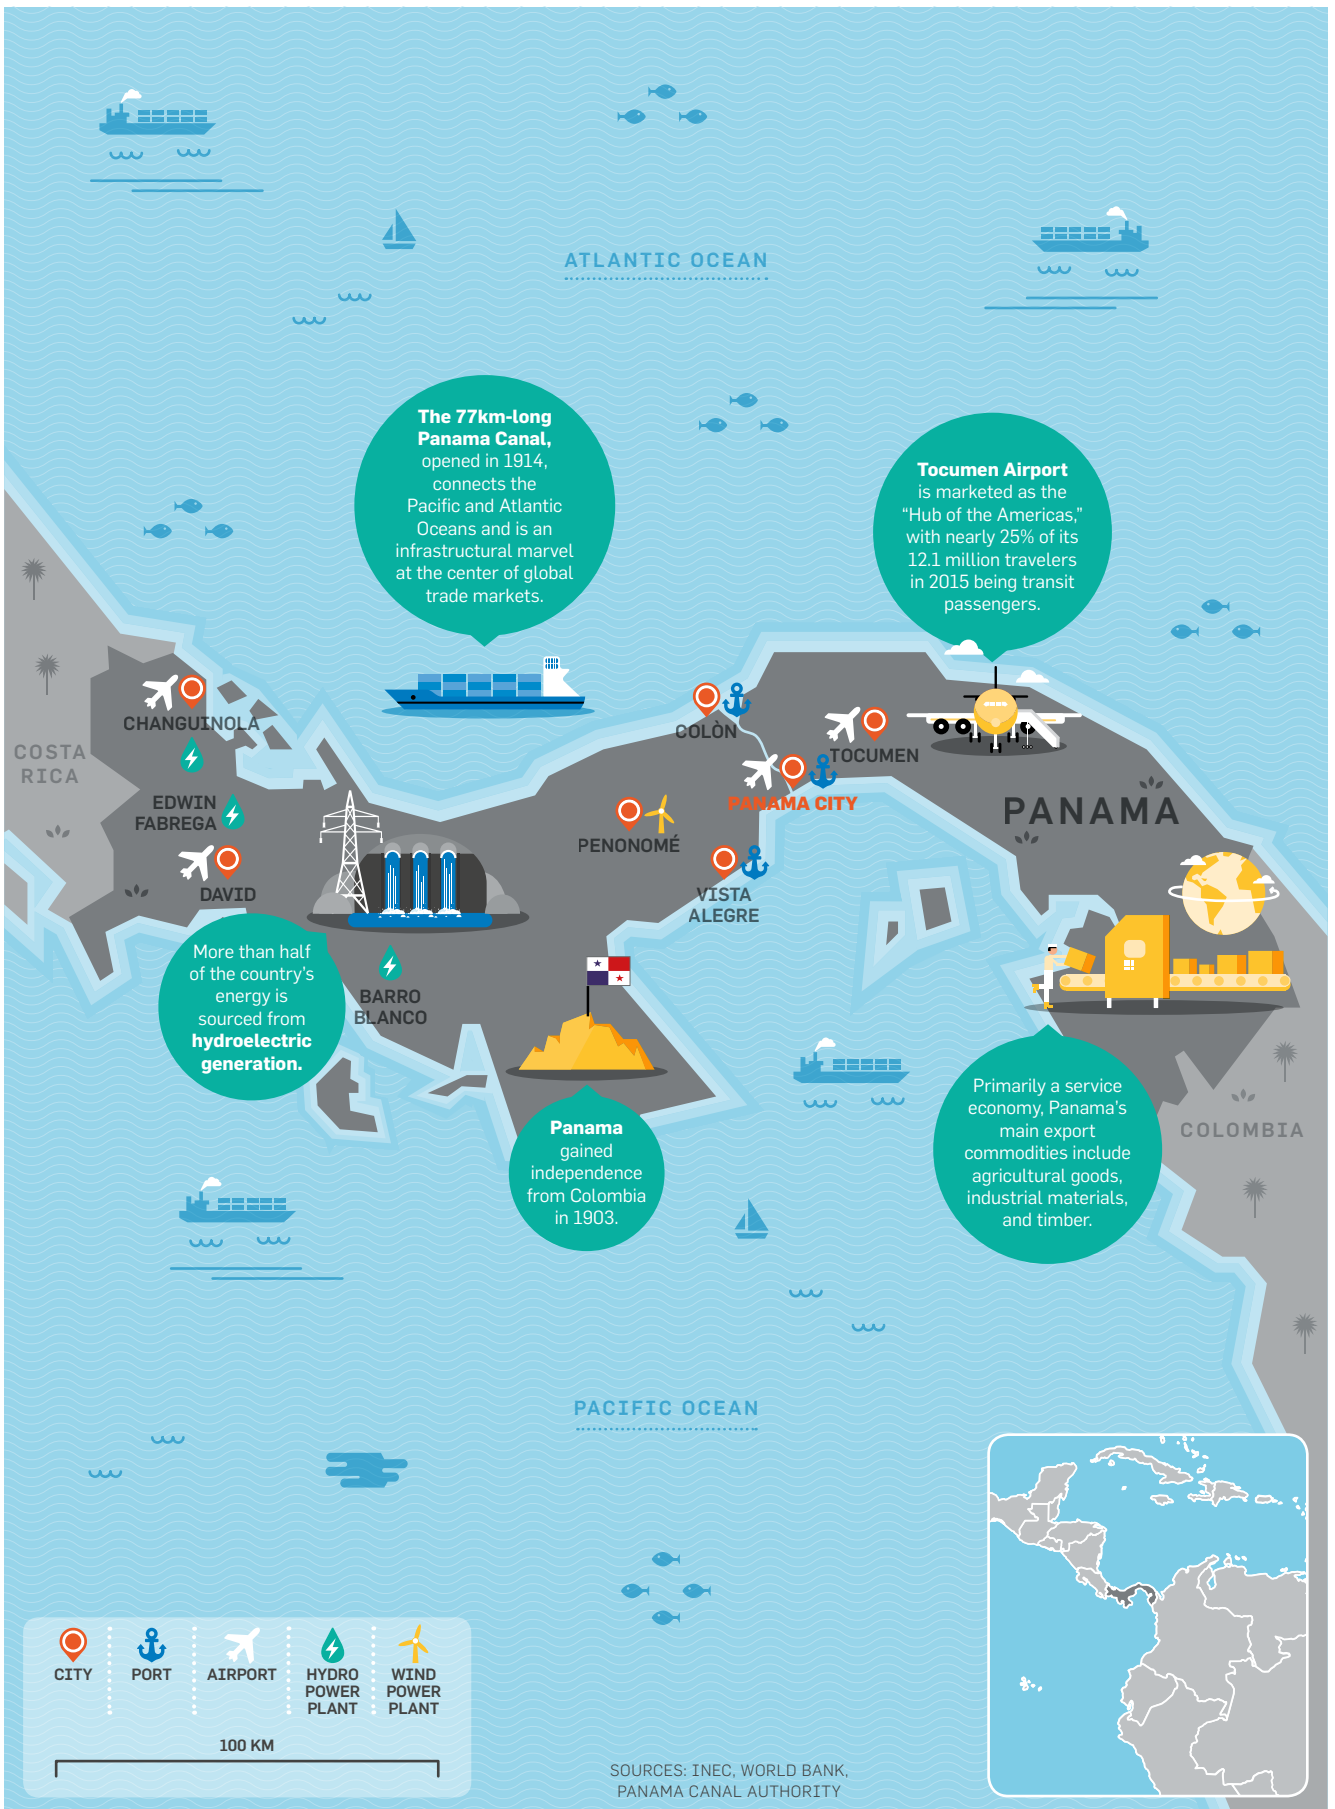 ATLANTIC OCEAN
The 77km-long
Panama Canal,
opened in 1914,
connects the
Pacific and Atlantic
Oceans and is an
infrastructural marvel
at the center of global
trade markets.
Tocumen Airport
is marketed as the
“Hub of the Americas,”
with nearly 25% of its
12.1 million travelers
in 2015 being transit
passengers.
COSTA
RICA
CHANGUINOLA
EDWIN
FABREGA
DAVID
COLÒN
TOCUMEN
PANAMA CITY
PENONOMÉ
VISTA
ALEGRE
PANAMA
More than half
of the country’s
energy is
sourced from
hydroelectric
generation.
BARRO
BLANCO
Panama
gained
independence
from Colombia
in 1903.
Primarily a service
economy, Panama’s
main export
commodities include
agricultural goods,
industrial materials,
and timber.
COLOMBIA
PACIFIC OCEAN
CITY
PORT
AIRPORT
HYDRO
POWER
PLANT
WIND
POWER
PLANT
100 KM
SOURCES: INEC, WORLD BANK,
PANAMA CANAL AUTHORITY